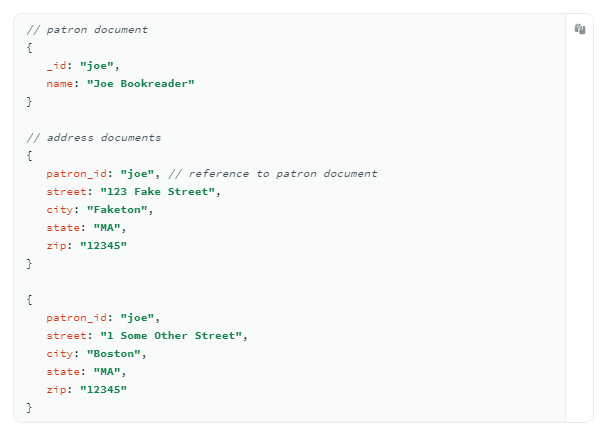 // patron document
{
   _id: "joe",
   name: "Joe Bookreader"
}

// address documents
{
   patron_id: "joe", // reference to patron document
   street: "123 Fake Street",
   city: "Faketon",
   state: "MA",
   zip: "12345"
}

{
   patron_id: "joe",
   street: "1 Some Other Street",
   city: "Boston",
   state: "MA",
   zip: "12345"
}